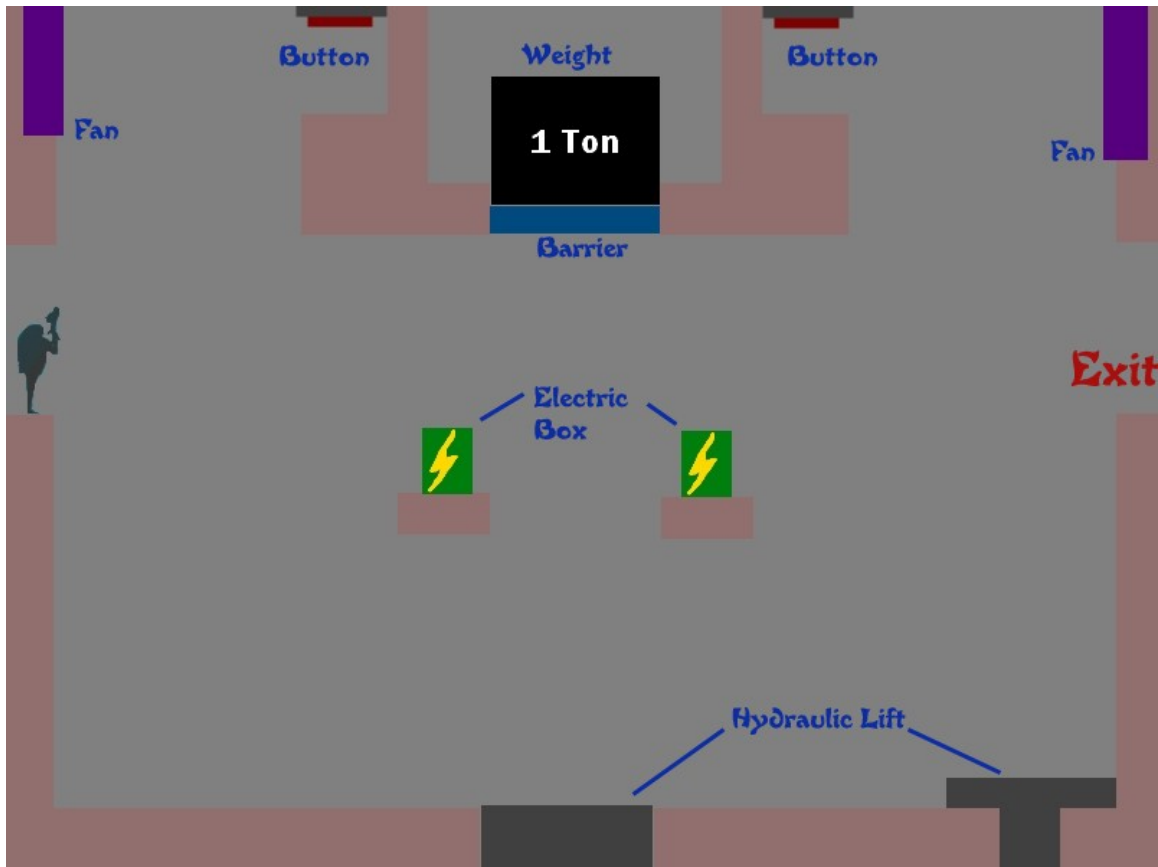 Button
Weight
Button
1 Ton
Fan
Fan
Barrier
Exit
Electric
Box
Hydraulic Lift